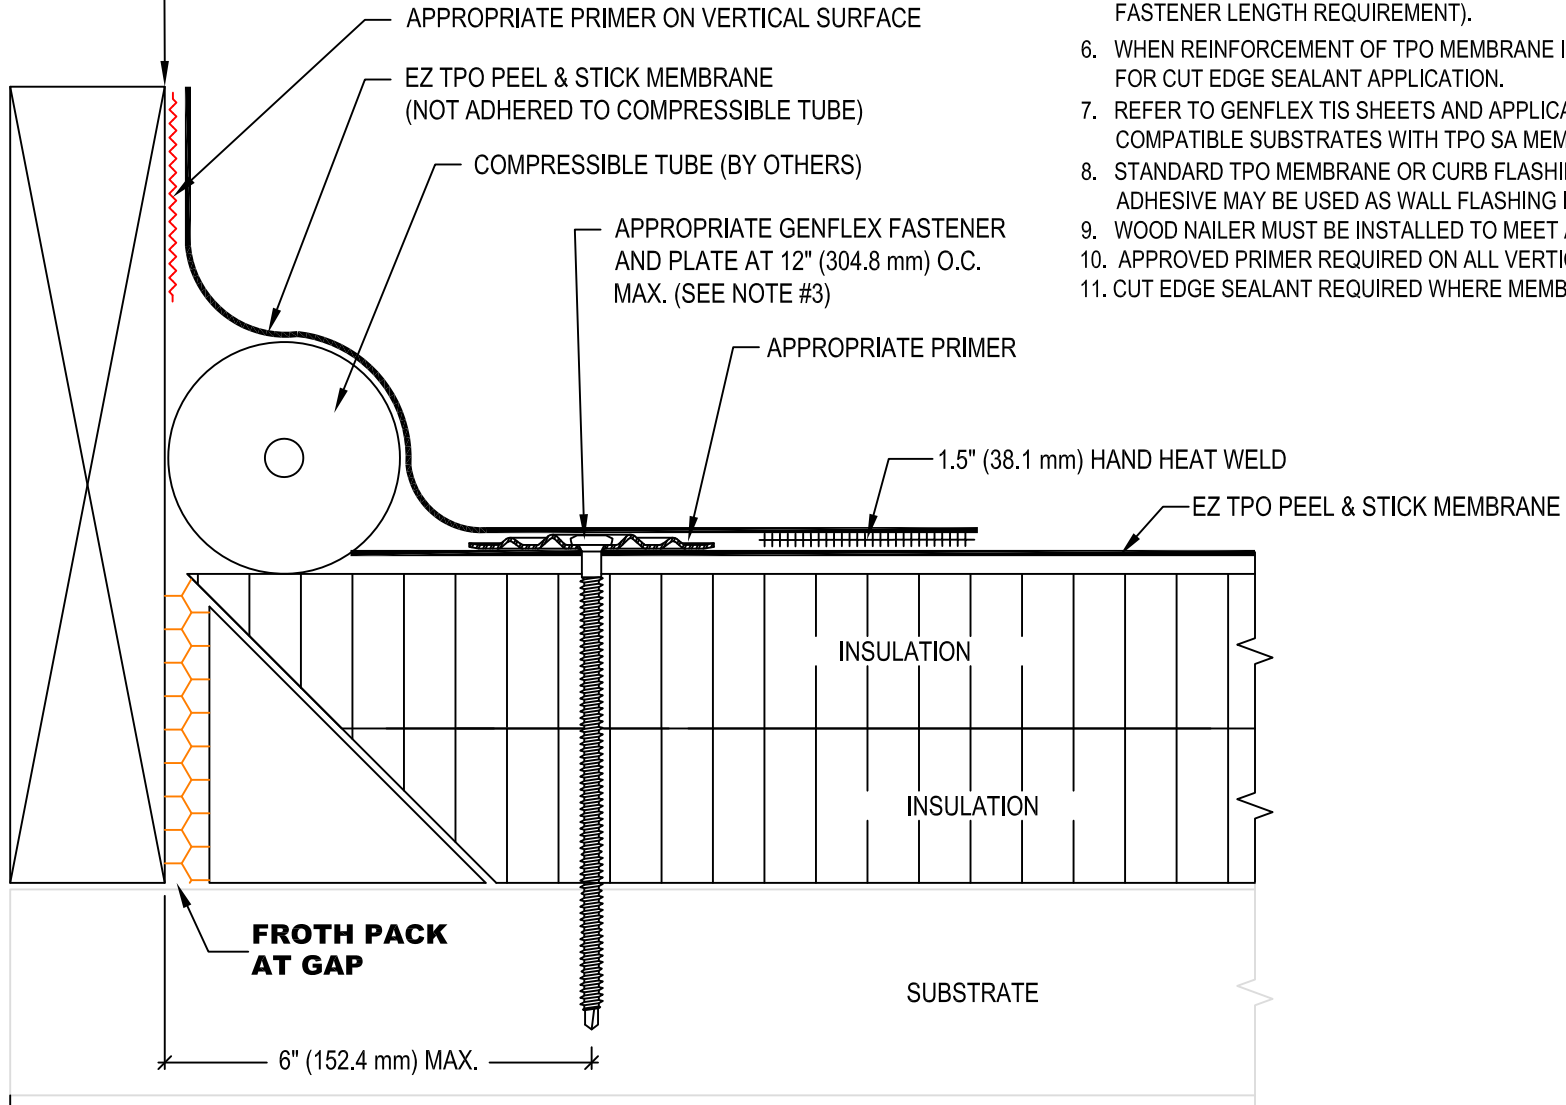 APPROPRIATE PRIMER ON VERTICAL SURFACE
EZ TPO PEEL & STICK MEMBRANE
(NOT ADHERED TO COMPRESSIBLE TUBE)
COMPRESSIBLE TUBE (BY OTHERS)
APPROPRIATE GENFLEX FASTENER
AND PLATE AT 12" (304.8 mm) O.C.
MAX. (SEE NOTE #3)
APPROPRIATE PRIMER
1.5" (38.1 mm) HAND HEAT WELD
EZ TPO PEEL & STICK MEMBRANE
FASTENER LENGTH REQUIREMENT).
6. WHEN REINFORCEMENT OF TPO MEMBRANE
FOR CUT EDGE SEALANT APPLICATION.
7. REFER TO GENFLEX TIS SHEETS AND
COMPATIBLE SUBSTRATES WITH TPO SA
8. STANDARD TPO MEMBRANE OR CURB
ADHESIVE MAY BE USED AS WALL FLASHING
9. WOOD NAILER MUST BE INSTALLED TO MEET
10. APPROVED PRIMER REQUIRED ON ALL
11. CUT EDGE SEALANT REQUIRED WHERE
INSULATION
INSULATION
FROTH PACK
AT GAP
SUBSTRATE
6" (152.4 mm) MAX.